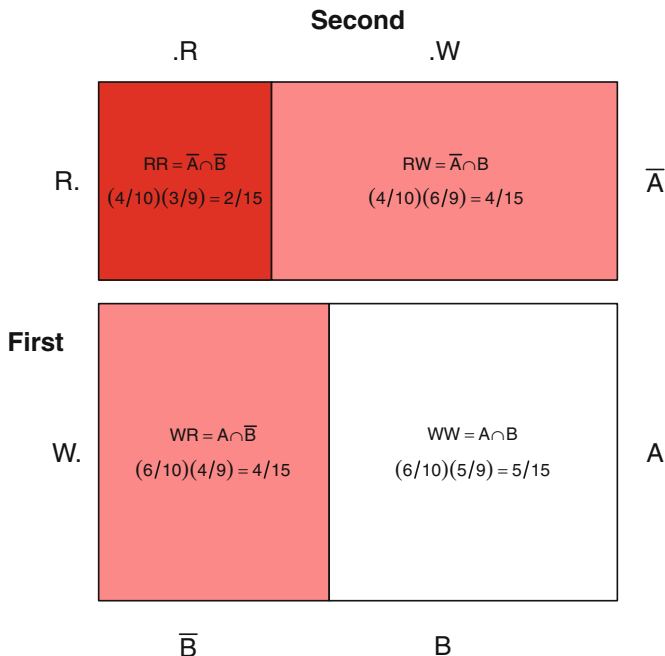 Second
.R .W
R.
RR = A̅∩B̅
(4/10)(3/9) = 2/15
RW = A̅∩B
(4/10)(6/9) = 4/15
A̅
First
W.
WR = A∩B̅
(6/10)(4/9) = 4/15
WW = A∩B
(6/10)(5/9) = 5/15
A
B̅ B